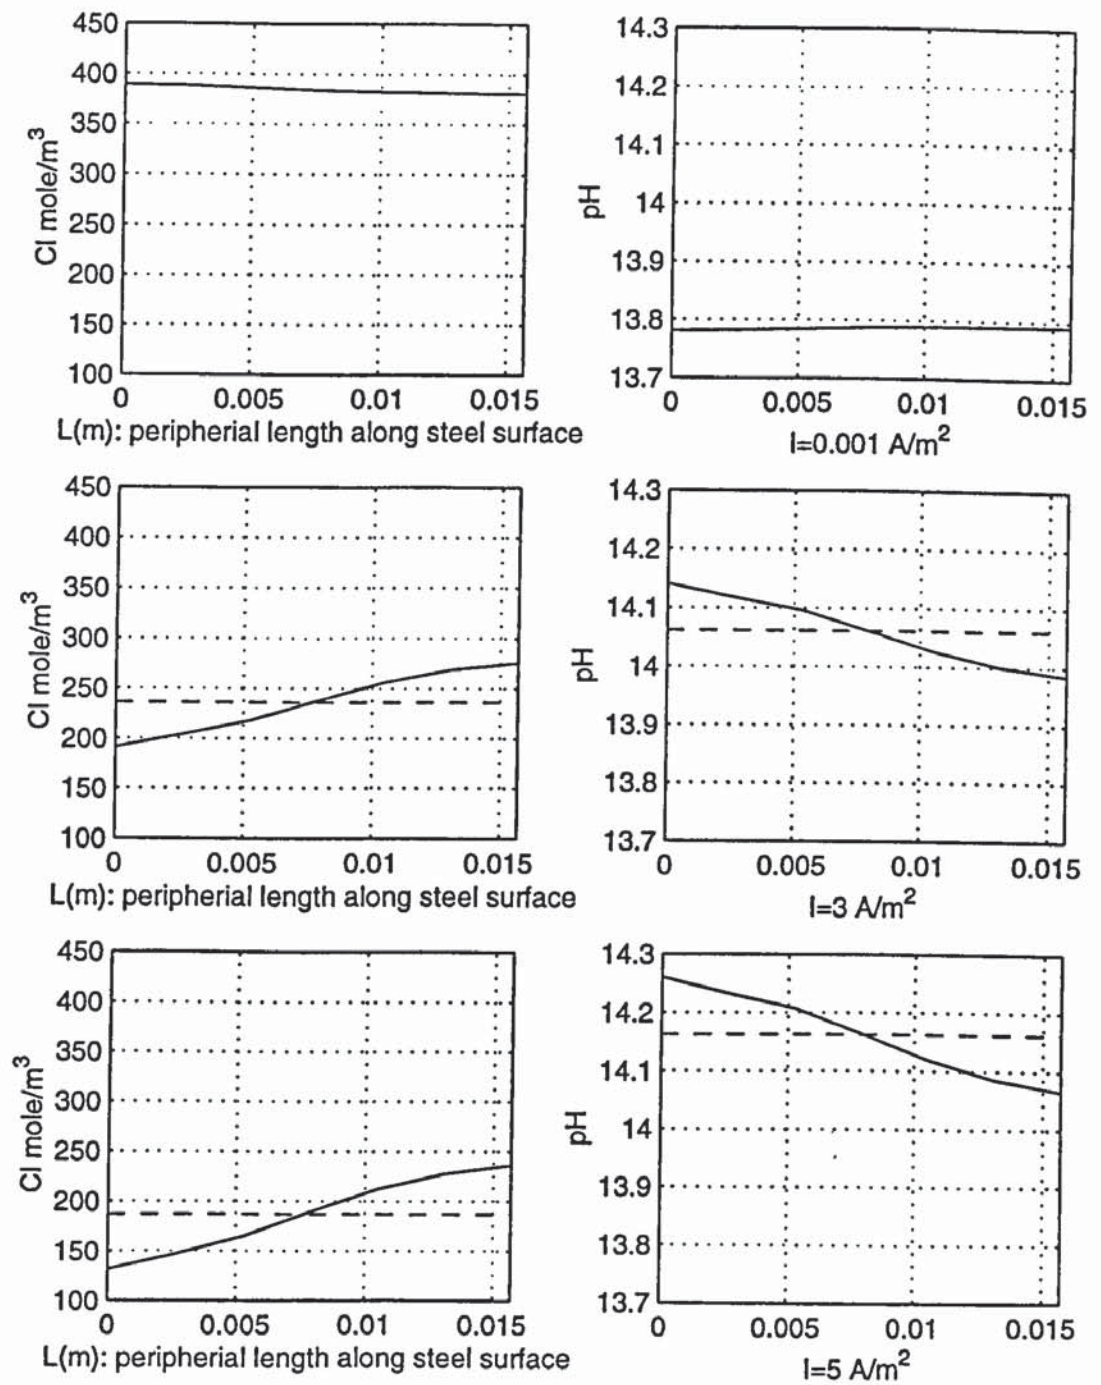 450
400
350
300
250
200
150
100
Cl mole/m³
0 0.005 0.01 0.015
L(m): peripherial length along steel surface
14.3
14.2
14.1
14
13.9
13.8
13.7
pH
0 0.005 0.01 0.015
I=0.001 A/m²
450
400
350
300
250
200
150
100
Cl mole/m³
0 0.005 0.01 0.015
L(m): peripherial length along steel surface
14.3
14.2
14.1
14
13.9
13.8
13.7
pH
0 0.005 0.01 0.015
I=3 A/m²
450
400
350
300
250
200
150
100
Cl mole/m³
0 0.005 0.01 0.015
L(m): peripherial length along steel surface
14.3
14.2
14.1
14
13.9
13.8
13.7
pH
0 0.005 0.01 0.015
I=5 A/m²